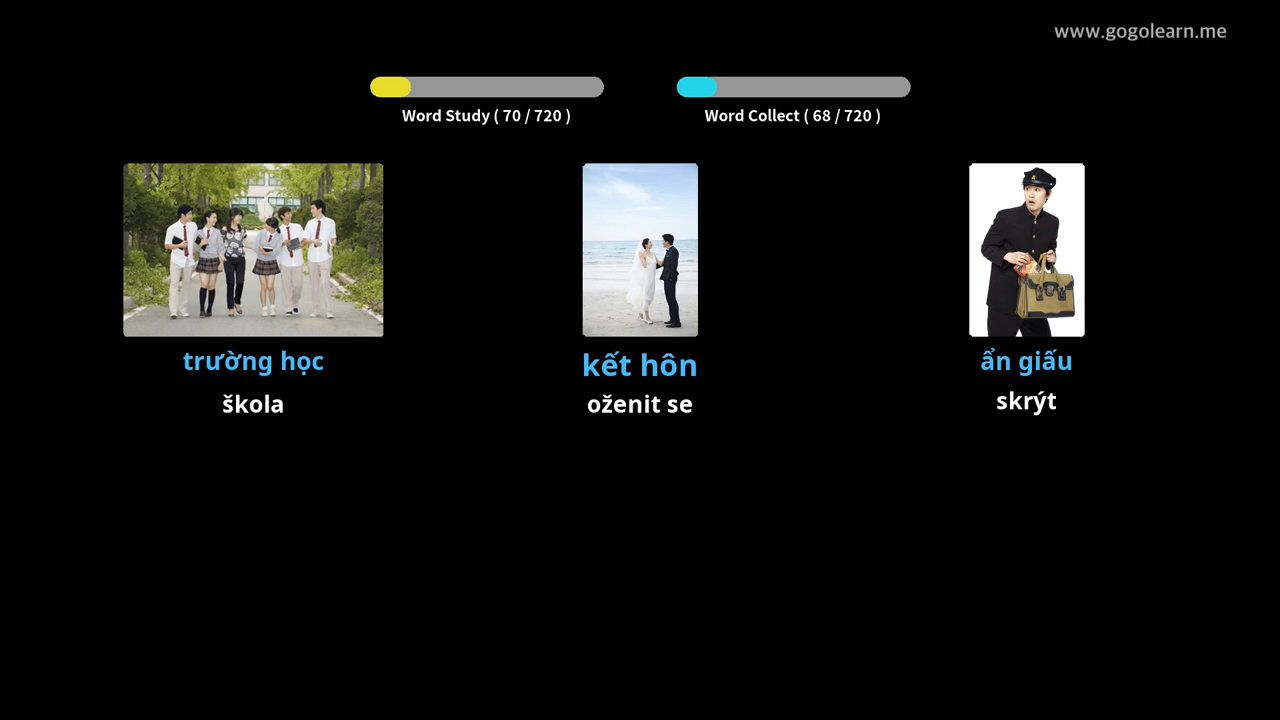 www.gogolearn.me
Word Study ( 70 / 720 )
Word Collect ( 68 / 720 )
trường học
kết hôn
ẩn giấu
škola
oženit se
skrýt